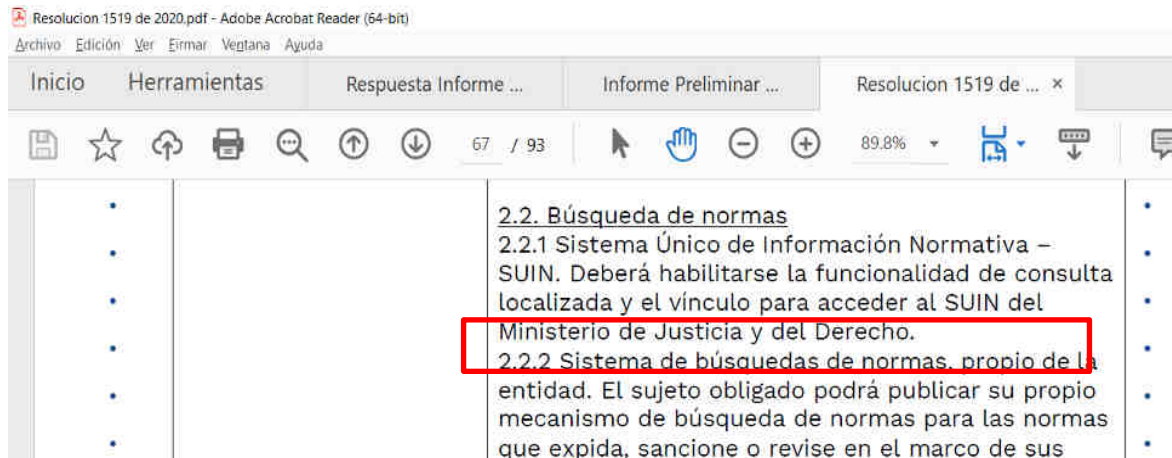 Resolucion 1519 de 2020.pdf - Adobe Acrobat Reader (64-bit)
Archivo Edición Ver Firmar Ventana Ayuda
Inicio Herramientas Respuesta Informe ... Informe Preliminar ... Resolucion 1519 de ... ×
67 / 93 89.8%
2.2. Búsqueda de normas
2.2.1 Sistema Único de Información Normativa –
SUIN. Deberá habilitarse la funcionalidad de consulta
localizada y el vínculo para acceder al SUIN del
Ministerio de Justicia y del Derecho.
2.2.2 Sistema de búsquedas de normas, propio de la
entidad. El sujeto obligado podrá publicar su propio
mecanismo de búsqueda de normas para las normas
que expida, sancione o revise en el marco de sus